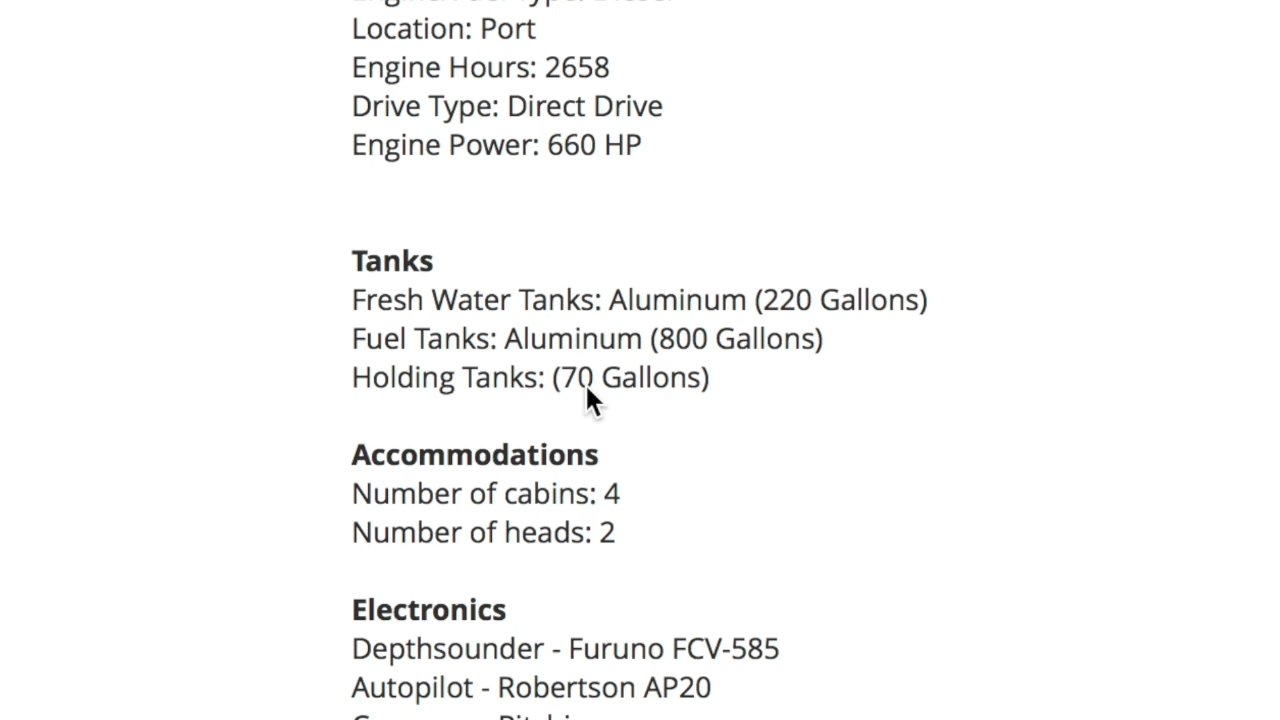 Location: Port
Engine Hours: 2658
Drive Type: Direct Drive
Engine Power: 660 HP
Tanks
Fresh Water Tanks: Aluminum (220 Gallons)
Fuel Tanks: Aluminum (800 Gallons)
Holding Tanks: (70 Gallons)
Accommodations
Number of cabins: 4
Number of heads: 2
Electronics
Depthsounder - Furuno FCV-585
Autopilot - Robertson AP20